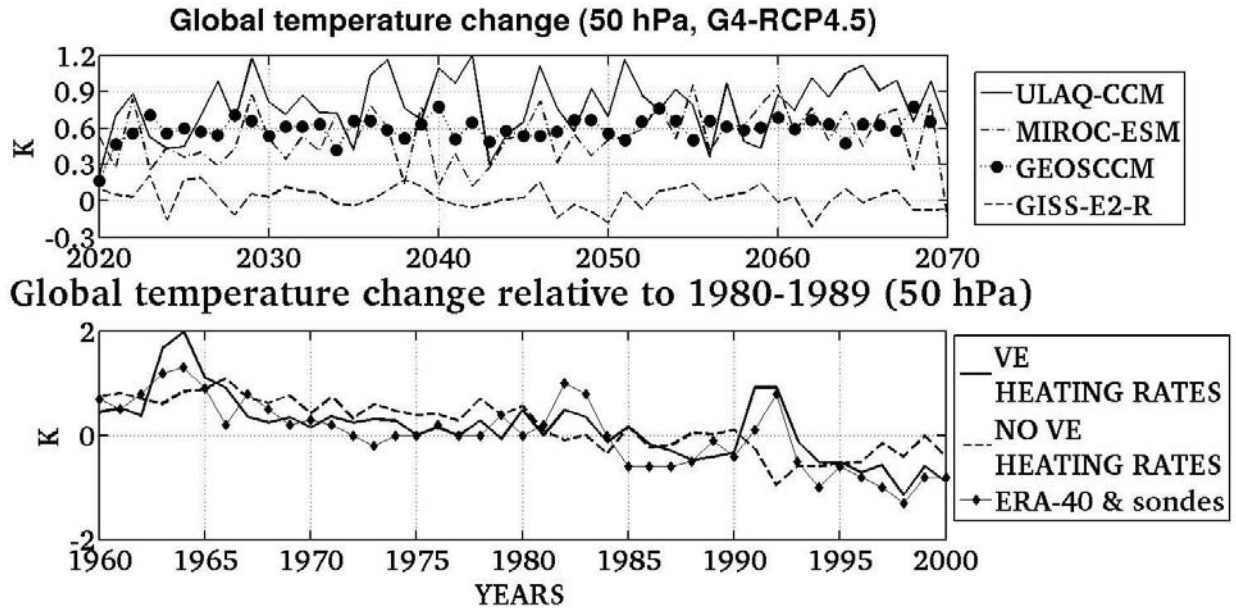 Global temperature change (50 hPa, G4-RCP4.5)
1.2
0.9
0.6
0.3
0
-0.3
K
2020 2030 2040 2050 2060 2070
ULAQ-CCM
MIROC-ESM
GEOSCCM
GISS-E2-R
Global temperature change relative to 1980-1989 (50 hPa)
2
0
-2
K
1960 1965 1970 1975 1980 1985 1990 1995 2000
YEARS
VE
HEATING RATES
NO VE
HEATING RATES
ERA-40 & sondes